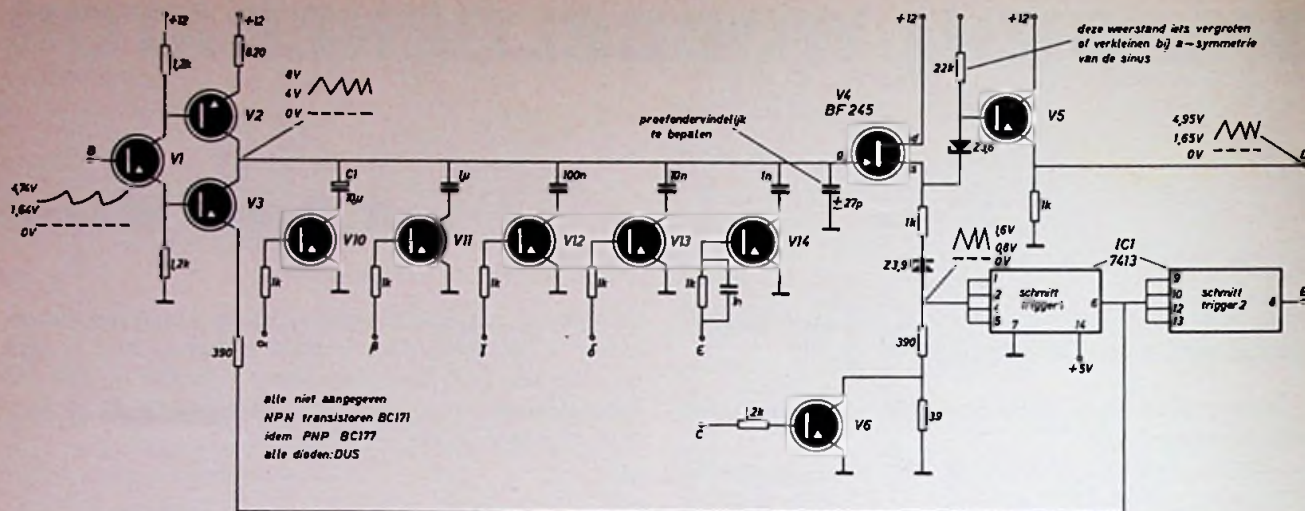 +12
+12
+12
+12
1,2k
820
8V
4V
0V
V2
V1
V3
B
4,74V
1,64V
0V
1,2k
390
C1
10µ
1µ
100n
10n
1n
V10
V11
V12
V13
V14
1k
1k
1k
1k
1k
1n
α
β
γ
δ
ε
proefondervindelijk
te bepalen
27p
V4
BF 245
g
d
s
22k
deze weerstand iets vergroten
of verkleinen bij a-symmetrie
van de sinus
V5
Z3,6
4,95V
1,65V
0V
D
1k
1k
Z3,9
1,6V
0,8V
0V
IC1
7413
1
2
4
5
schmitt
trigger 1
6
7
14
+5V
9
10
12
13
schmitt
trigger 2
8
E
390
39
C
1,2k
V6
alle niet aangegeven
NPN transistoren BC171
idem PNP BC177
alle dioden: DUS